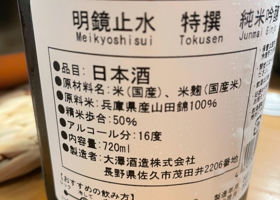 明鏡止水 特撰 純米吟醸
Meikyoshisui Tokusen Junmai Ginjo
●品目：日本酒
●原材料名：米(国産)、米麹(国産米)
●原料米：兵庫県産山田錦100％
●精米歩合：50％
●アルコール分：16度
●内容量：720ml
●製造者：大澤酒造株式会社
長野県佐久市茂田井2206番地
【おすすめの飲み方】